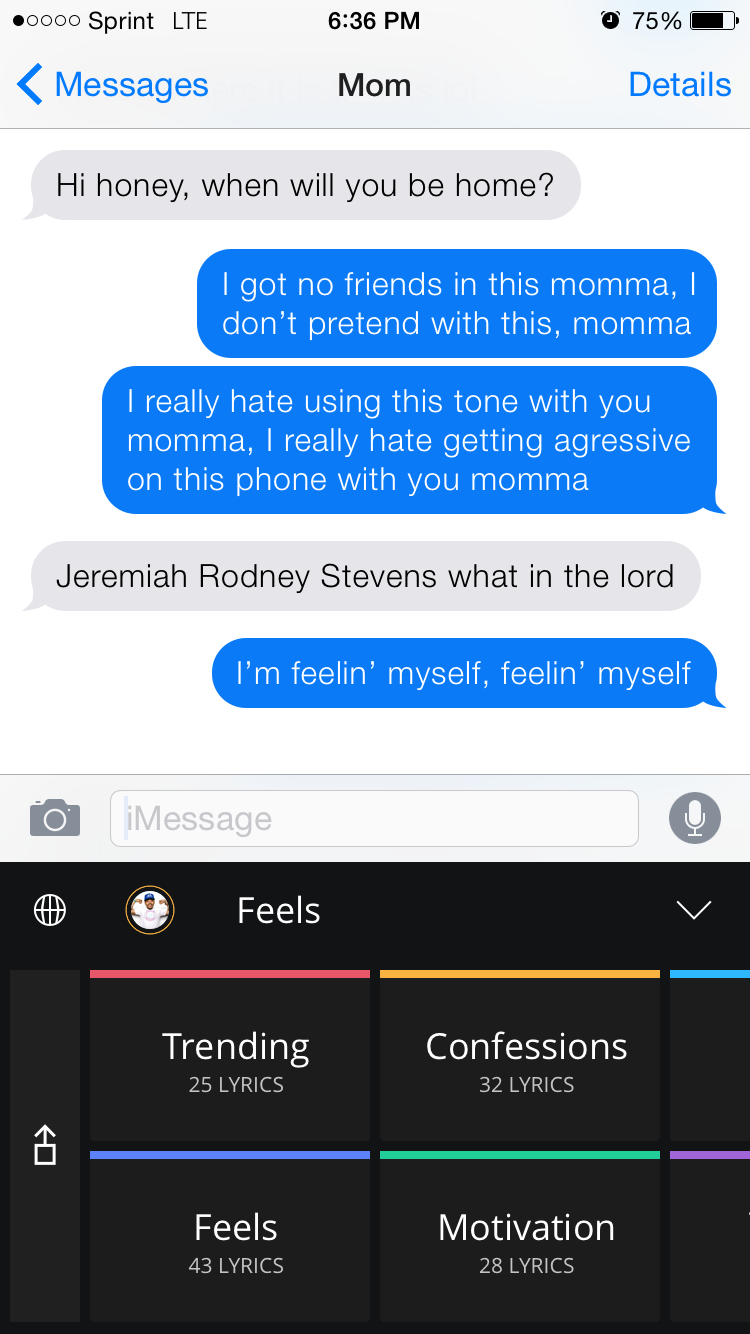 Sprint LTE 6:36 PM 75%
Messages Mom Details
Hi honey, when will you be home?
I got no friends in this momma, I
don’t pretend with this, momma
I really hate using this tone with you
momma, I really hate getting agressive
on this phone with you momma
Jeremiah Rodney Stevens what in the lord
I’m feelin’ myself, feelin’ myself
iMessage
Feels
Trending
25 LYRICS
Confessions
32 LYRICS
Feels
43 LYRICS
Motivation
28 LYRICS